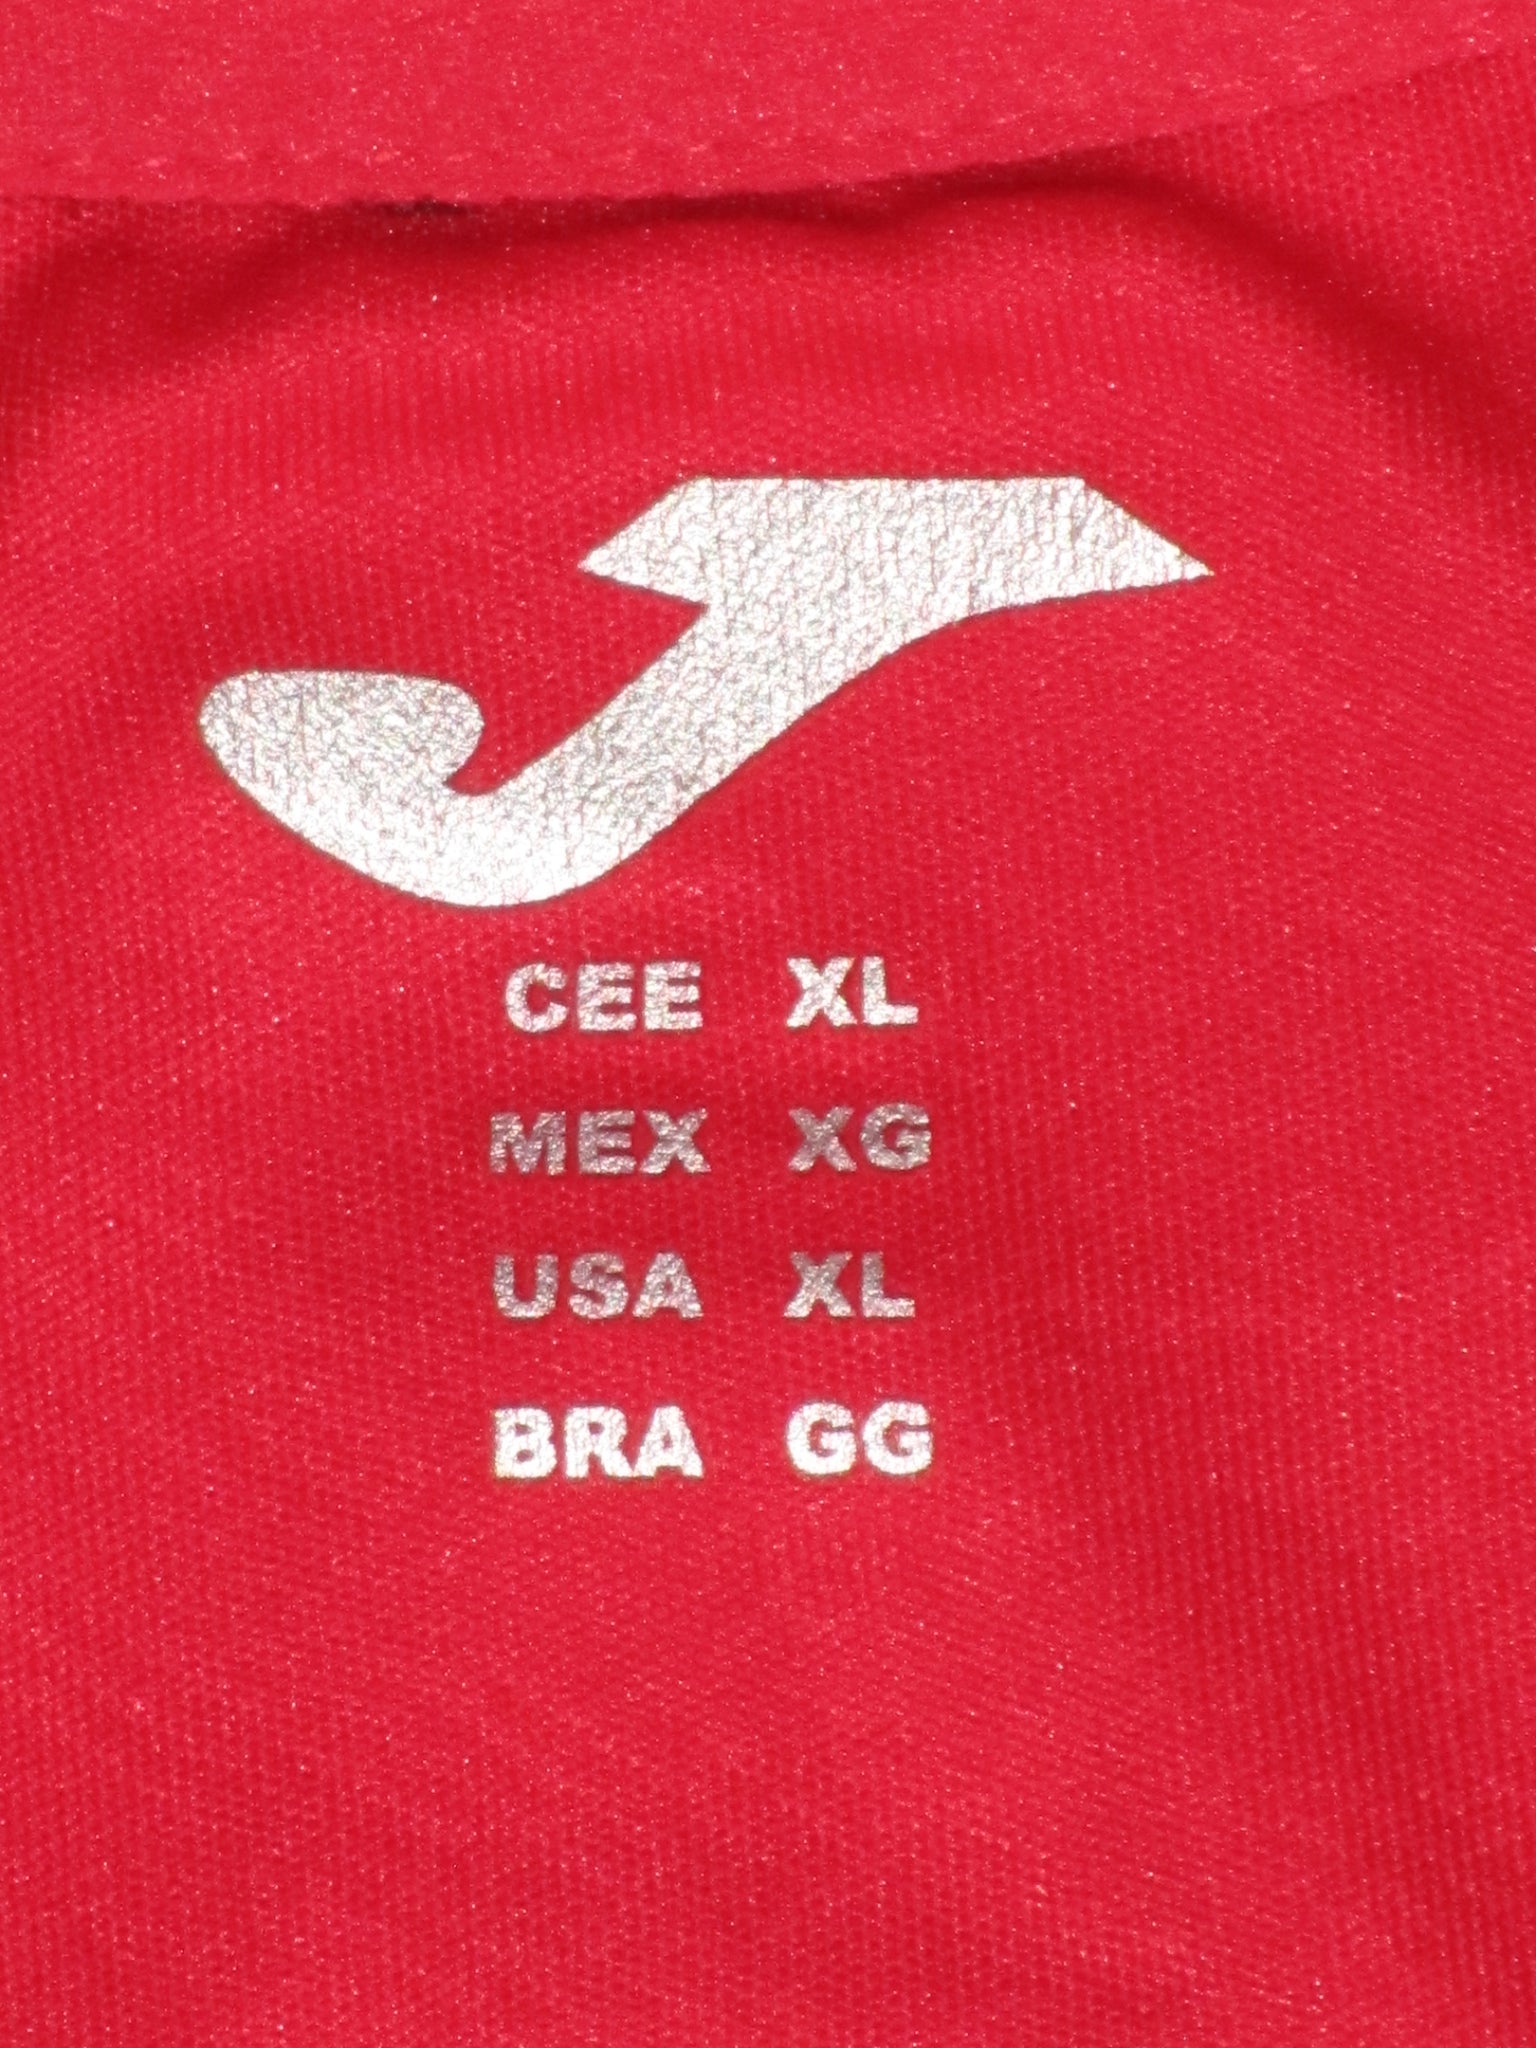 CEE XL
MEX XG
USA XL
BRA GG